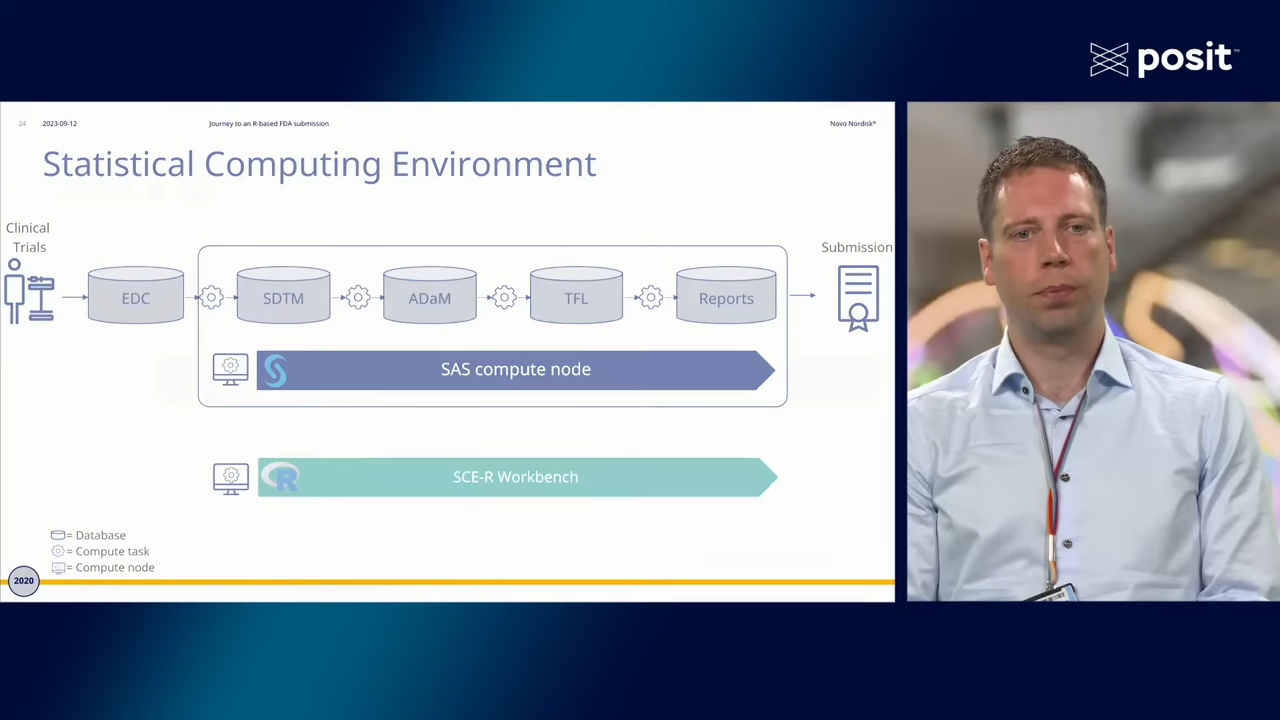 posit™
24 2023-09-12 Journey to an R-based FDA submission Novo Nordisk®
Statistical Computing Environment
Clinical
Trials
Submission
EDC SDTM ADaM TFL Reports
SAS compute node
R SCE-R Workbench
= Database
= Compute task
= Compute node
2020